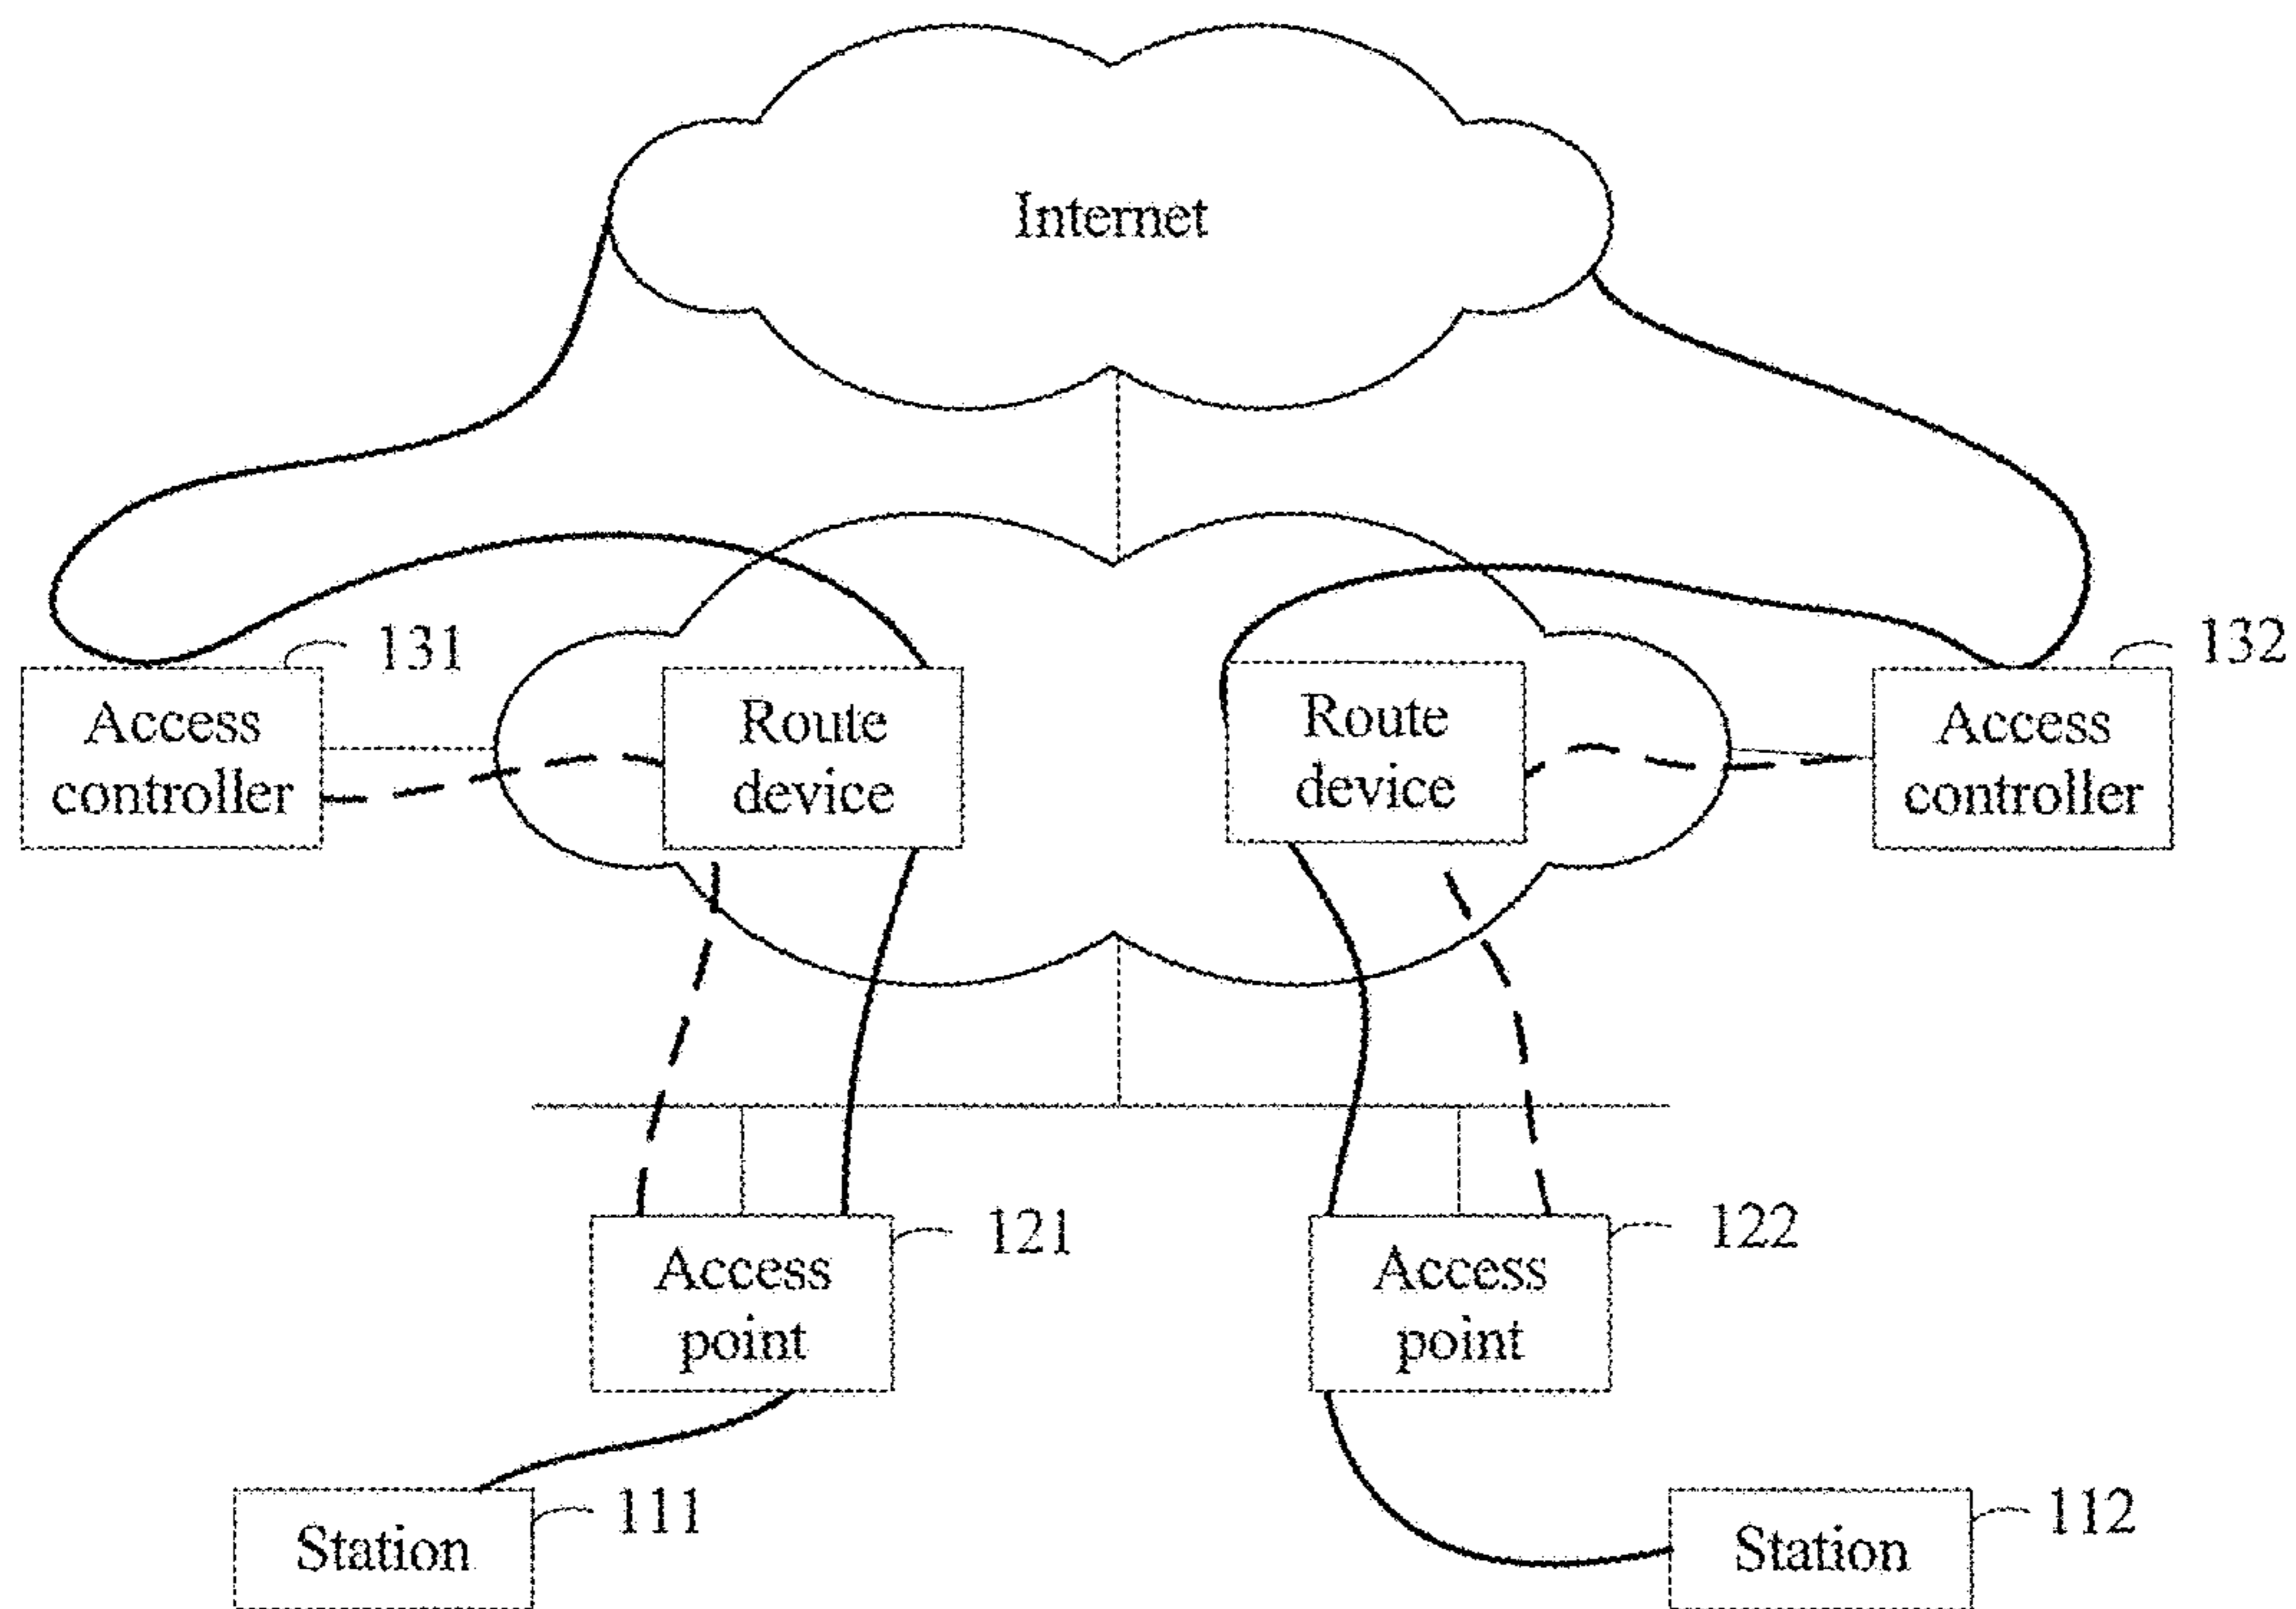 Internet
131
132
Access
controller
Route
device
Route
device
Access
controller
121
122
Access
point
Access
point
111
112
Station
Station